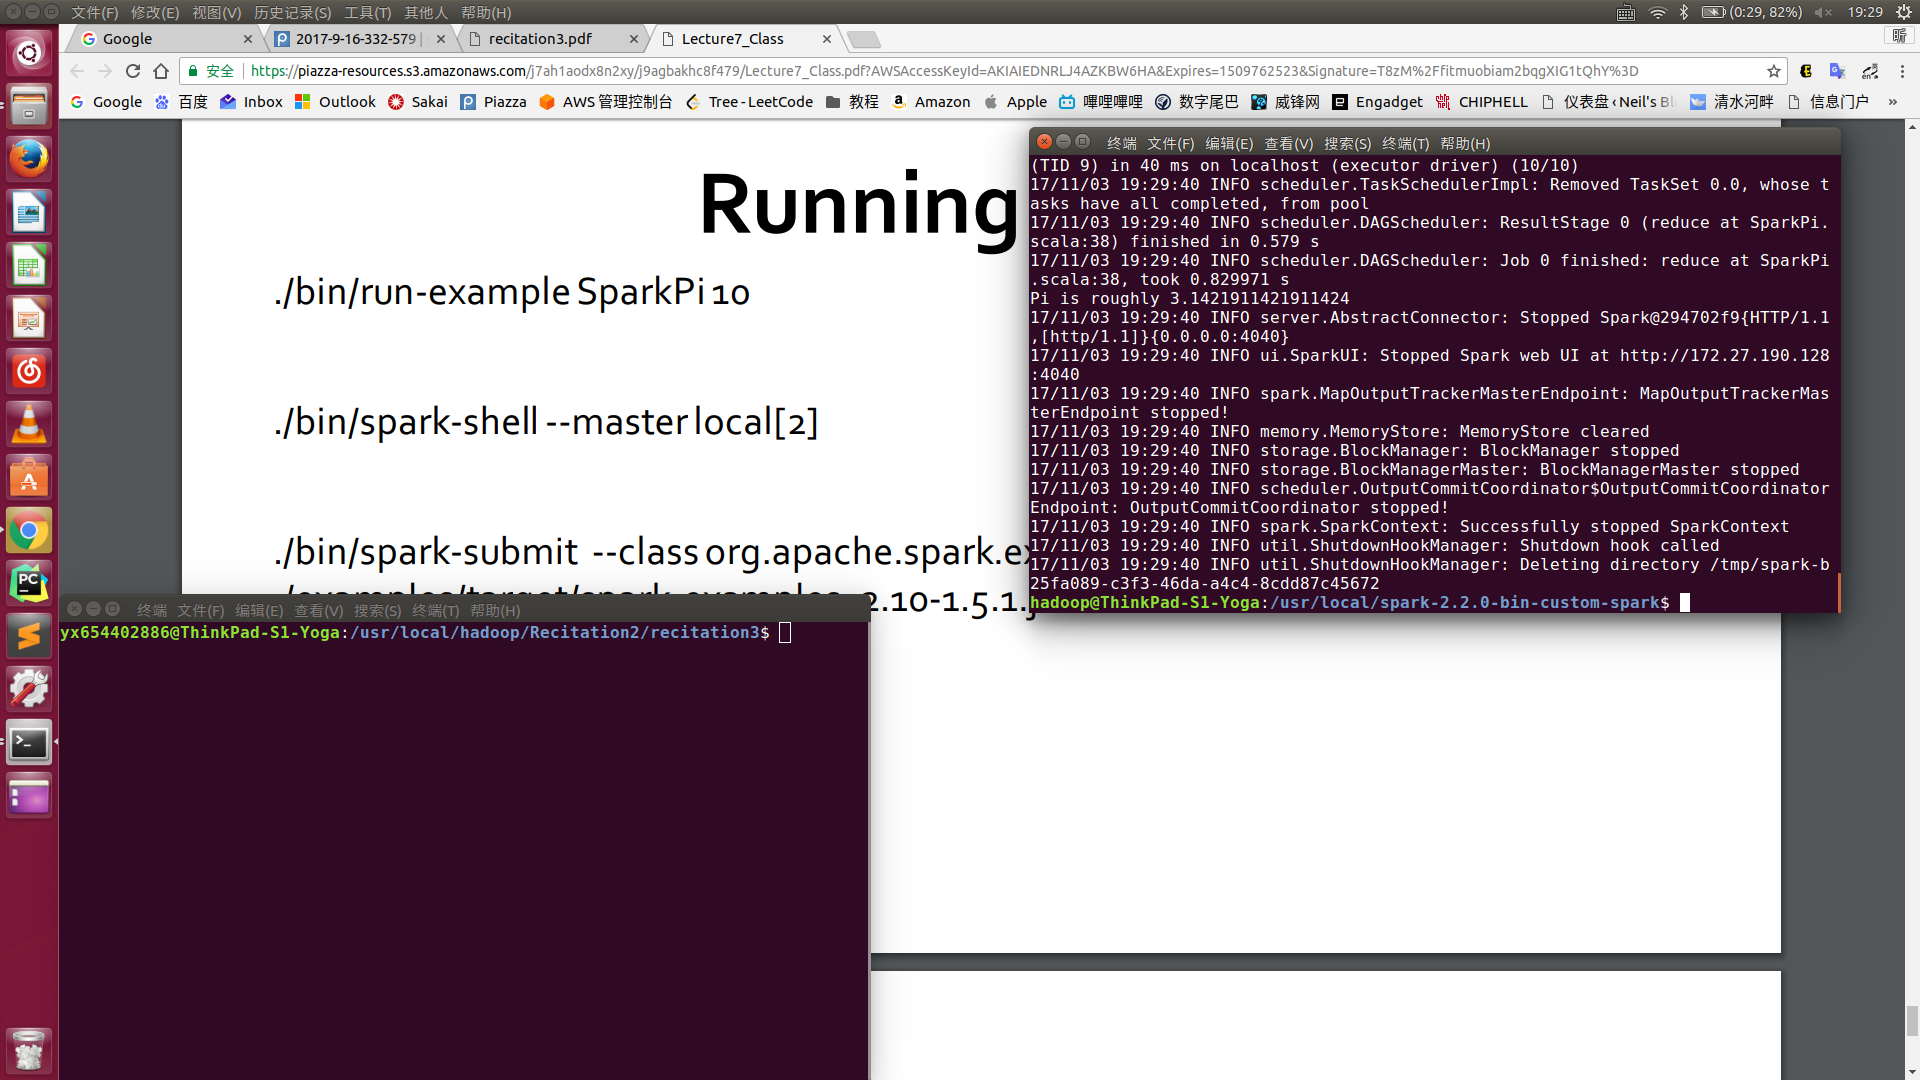 文件(F) 修改(E) 视图(V) 历史记录(S) 工具(T) 其他人 帮助(H)
(0:29, 82%) 19:29
Google
2017-9-16-332-579
recitation3.pdf
Lecture7_Class
昕
安全 https://piazza-resources.s3.amazonaws.com/j7ah1aodx8n2xy/j9agbakhc8f479/Lecture7_Class.pdf?AWSAccessKeyId=AKIAIEDNRLJ4AZKBW6HA&Expires=1509762523&Signature=T8zM%2Ffitmuobiam2bqgXIG1tQhY%3D
Google 百度 Inbox Outlook Sakai Piazza AWS 管理控制台 Tree - LeetCode 教程 Amazon Apple 嗶哩嗶哩 数字尾巴 威锋网 Engadget CHIPHELL 仪表盘 ‹ Neil's Bl 清水河畔 信息门户 »
Running
./bin/run-example SparkPi 10
./bin/spark-shell --master local[2]
./bin/spark-submit --class org.apache.spark.ex
./examples/target/spark-examples_2.10-1.5.1.j
终端 文件(F) 编辑(E) 查看(V) 搜索(S) 终端(T) 帮助(H)
(TID 9) in 40 ms on localhost (executor driver) (10/10)
17/11/03 19:29:40 INFO scheduler.TaskSchedulerImpl: Removed TaskSet 0.0, whose t
asks have all completed, from pool
17/11/03 19:29:40 INFO scheduler.DAGScheduler: ResultStage 0 (reduce at SparkPi.
scala:38) finished in 0.579 s
17/11/03 19:29:40 INFO scheduler.DAGScheduler: Job 0 finished: reduce at SparkPi
.scala:38, took 0.829971 s
Pi is roughly 3.1421911421911424
17/11/03 19:29:40 INFO server.AbstractConnector: Stopped Spark@294702f9{HTTP/1.1
,[http/1.1]}{0.0.0.0:4040}
17/11/03 19:29:40 INFO ui.SparkUI: Stopped Spark web UI at http://172.27.190.128
:4040
17/11/03 19:29:40 INFO spark.MapOutputTrackerMasterEndpoint: MapOutputTrackerMas
terEndpoint stopped!
17/11/03 19:29:40 INFO memory.MemoryStore: MemoryStore cleared
17/11/03 19:29:40 INFO storage.BlockManager: BlockManager stopped
17/11/03 19:29:40 INFO storage.BlockManagerMaster: BlockManagerMaster stopped
17/11/03 19:29:40 INFO scheduler.OutputCommitCoordinator$OutputCommitCoordinator
Endpoint: OutputCommitCoordinator stopped!
17/11/03 19:29:40 INFO spark.SparkContext: Successfully stopped SparkContext
17/11/03 19:29:40 INFO util.ShutdownHookManager: Shutdown hook called
17/11/03 19:29:40 INFO util.ShutdownHookManager: Deleting directory /tmp/spark-b
25fa089-c3f3-46da-a4c4-8cdd87c45672
hadoop@ThinkPad-S1-Yoga:/usr/local/spark-2.2.0-bin-custom-spark$
终端 文件(F) 编辑(E) 查看(V) 搜索(S) 终端(T) 帮助(H)
yx654402886@ThinkPad-S1-Yoga:/usr/local/hadoop/Recitation2/recitation3$